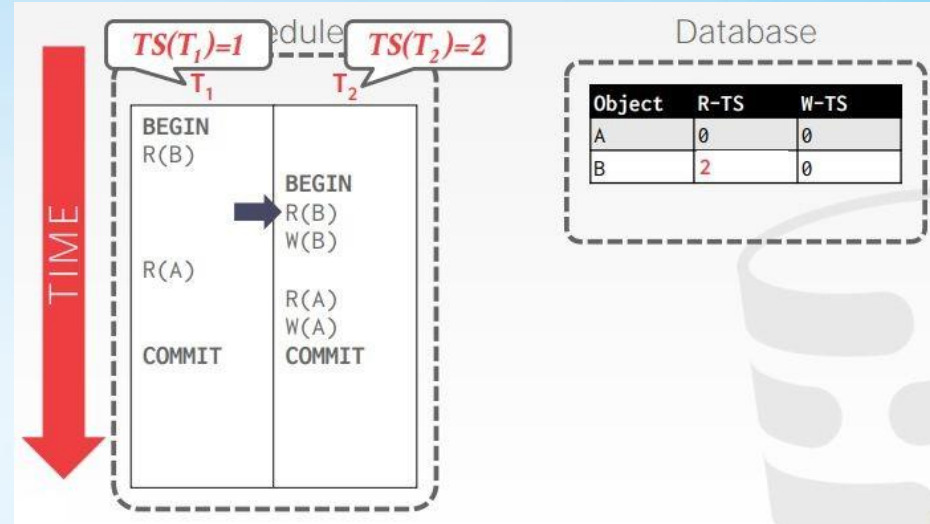 TS(T1)=1
edule
TS(T2)=2
Database
T1
T2
Object R-TS W-TS
A 0 0
B 2 0
TIME
BEGIN
R(B)
BEGIN
R(B)
W(B)
R(A)
R(A)
W(A)
COMMIT COMMIT